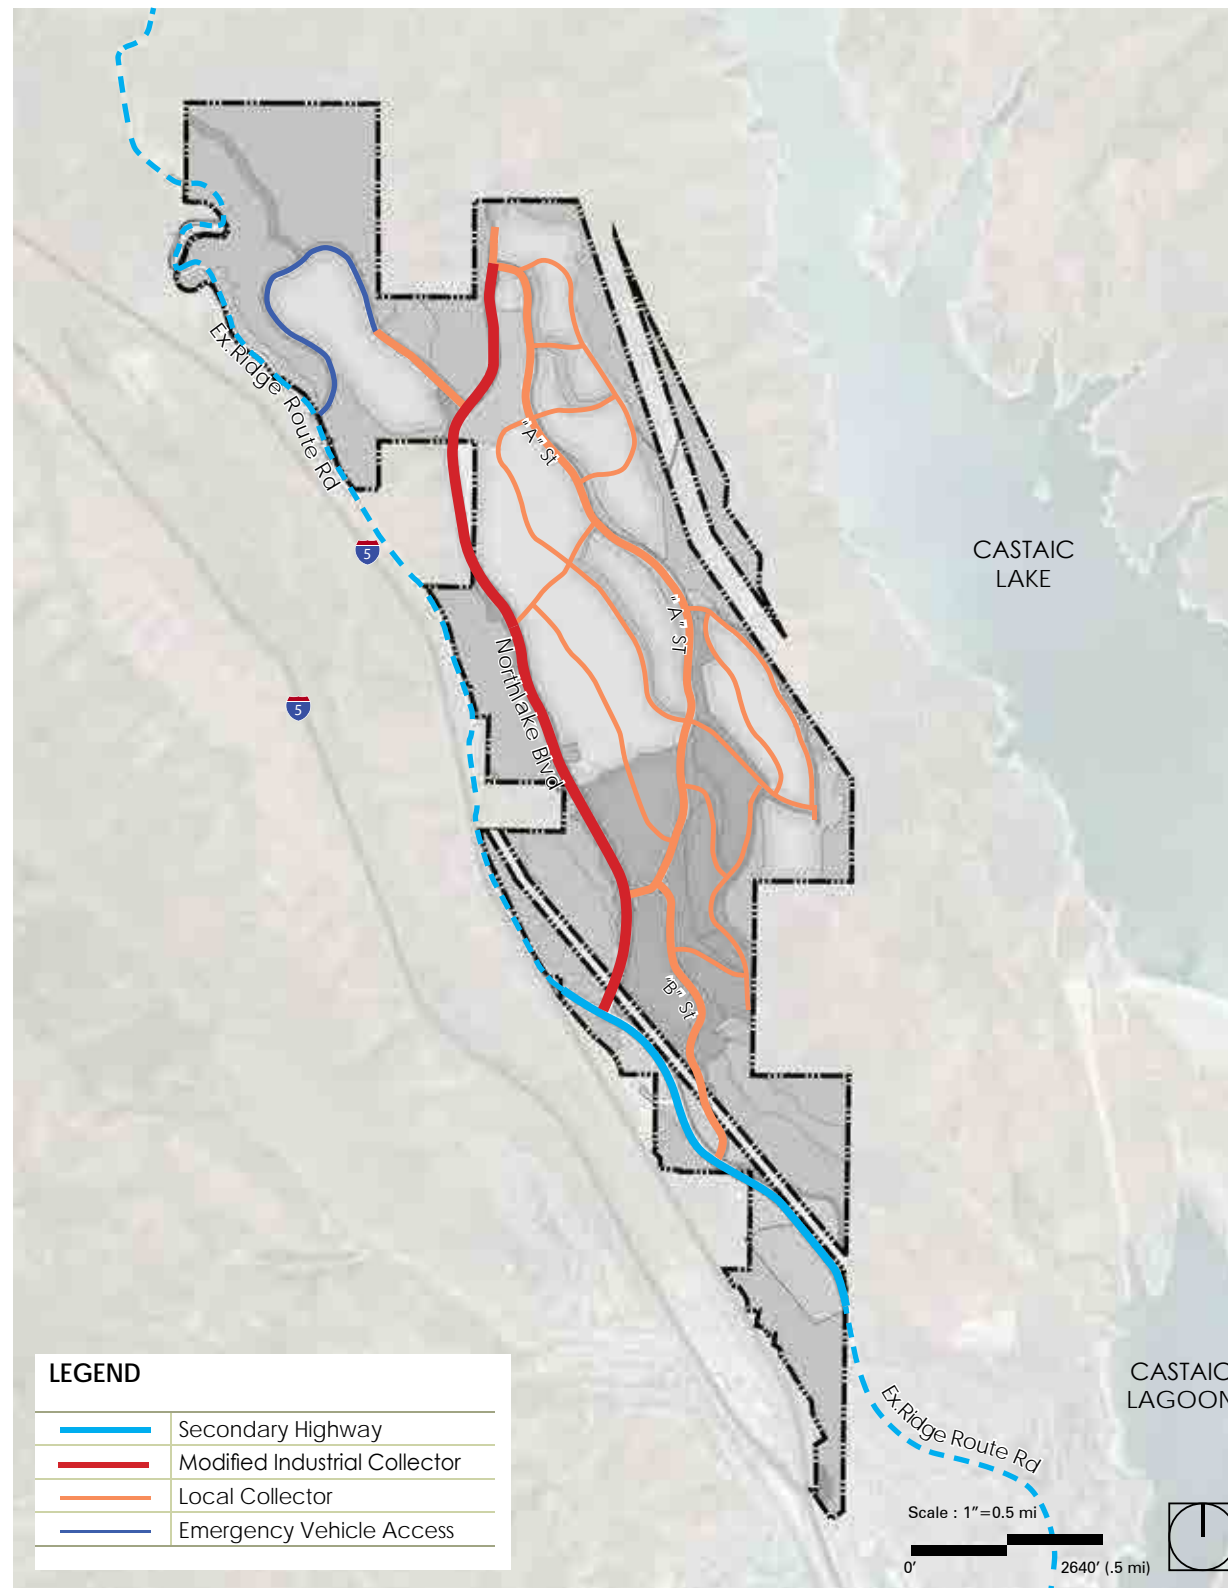 Ex.Ridge Route Rd
"A" St
5
CASTAIC
LAKE
"A" ST
Northlake Blvd
5
"B" St
LEGEND
Secondary Highway
Modified Industrial Collector
Local Collector
Emergency Vehicle Access
CASTAIC
LAGOON
Ex.Ridge Route Rd
Scale : 1"=0.5 mi
0'
2640' (.5 mi)